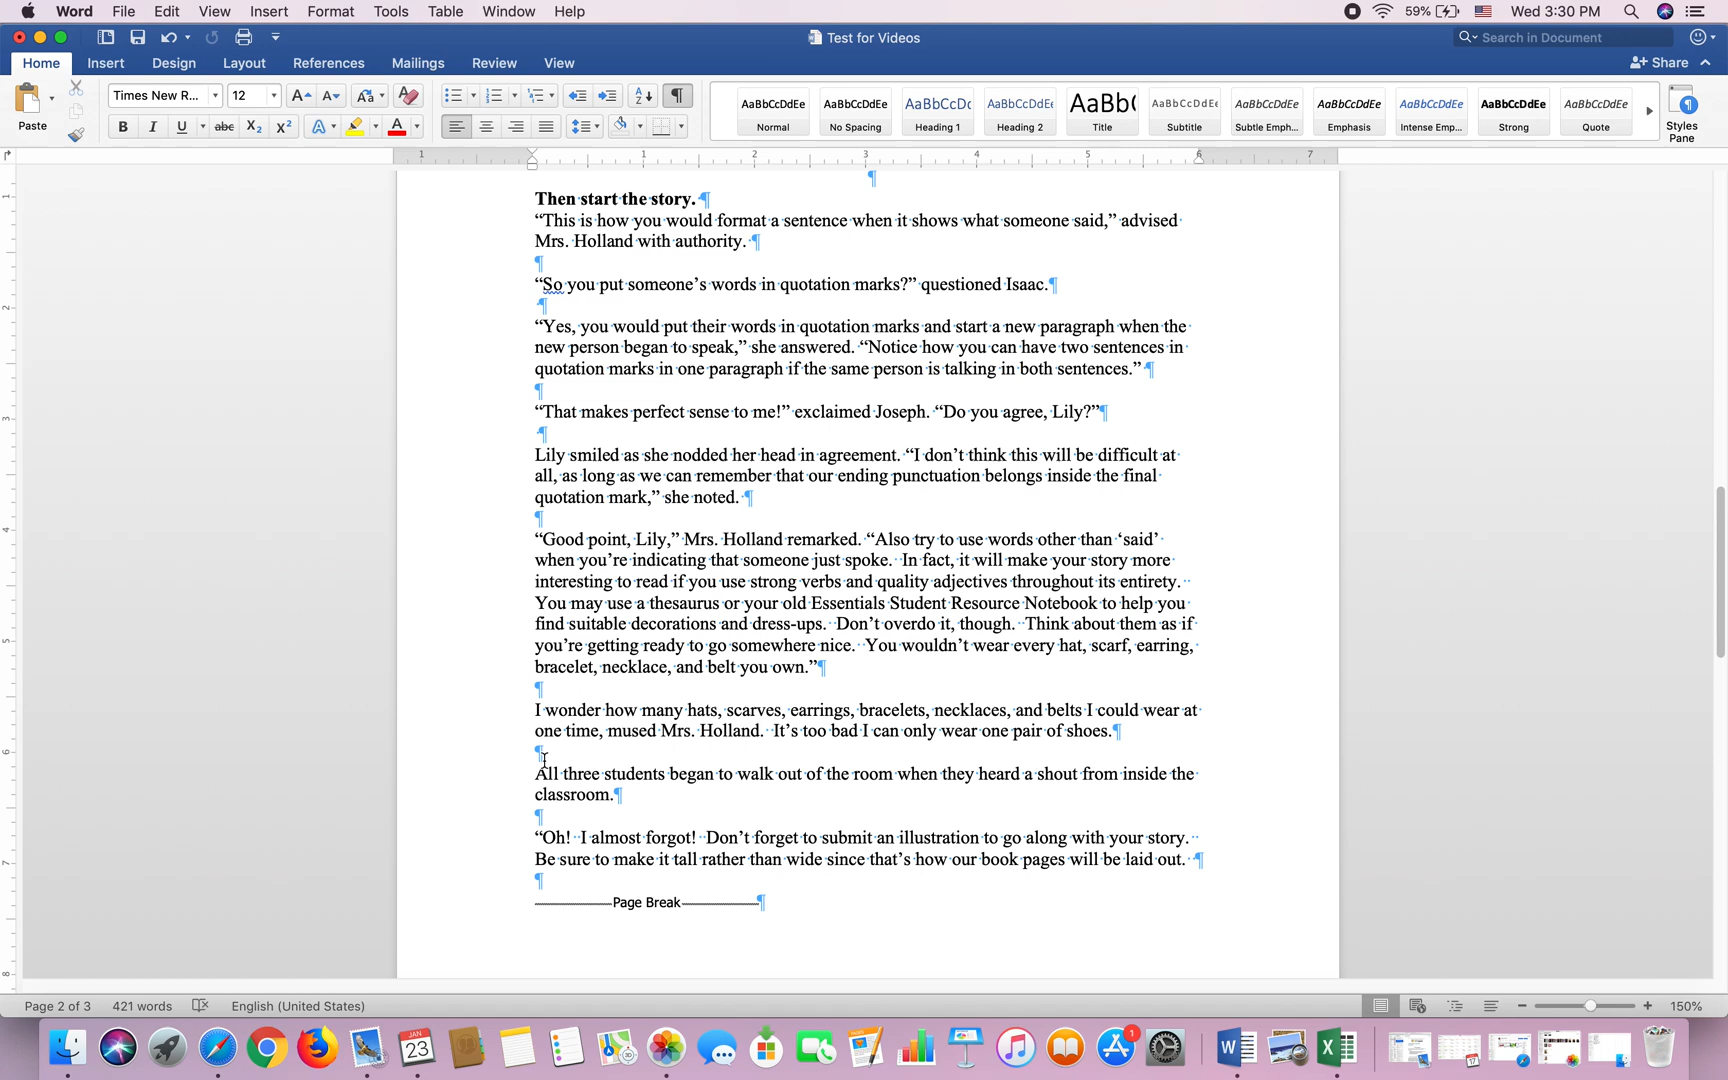 Word File Edit View Insert Format Tools Table Window Help 59% Wed 3:30 PM
Test for Videos
Search in Document
Home Insert Design Layout References Mailings Review View Share
Paste Times New R... 12
AaBbCcDdEe AaBbCcDdEe AaBbCcDc AaBbCcDdEe AaBb( AaBbCcDdEe AaBbCcDdEe AaBbCcDdEe AaBbCcDdEe AaBbCcDdEe AaBbCcDdEe
Normal No Spacing Heading 1 Heading 2 Title Subtitle Subtle Emph... Emphasis Intense Emp... Strong Quote Styles Pane
1 1 2 3 4 5 6 7
Then start the story.
“This is how you would format a sentence when it shows what someone said,” advised
Mrs. Holland with authority.
“So you put someone’s words in quotation marks?” questioned Isaac.
“Yes, you would put their words in quotation marks and start a new paragraph when the
new person began to speak,” she answered. “Notice how you can have two sentences in
quotation marks in one paragraph if the same person is talking in both sentences.”
“That makes perfect sense to me!” exclaimed Joseph. “Do you agree, Lily?”
Lily smiled as she nodded her head in agreement. “I don’t think this will be difficult at
all, as long as we can remember that our ending punctuation belongs inside the final
quotation mark,” she noted.
“Good point, Lily,” Mrs. Holland remarked. “Also try to use words other than ‘said’
when you’re indicating that someone just spoke. In fact, it will make your story more
interesting to read if you use strong verbs and quality adjectives throughout its entirety.
You may use a thesaurus or your old Essentials Student Resource Notebook to help you
find suitable decorations and dress-ups. Don’t overdo it, though. Think about them as if
you’re getting ready to go somewhere nice. You wouldn’t wear every hat, scarf, earring,
bracelet, necklace, and belt you own.”
I wonder how many hats, scarves, earrings, bracelets, necklaces, and belts I could wear at
one time, mused Mrs. Holland. It’s too bad I can only wear one pair of shoes.
All three students began to walk out of the room when they heard a shout from inside the
classroom.
“Oh! I almost forgot! Don’t forget to submit an illustration to go along with your story.
Be sure to make it tall rather than wide since that’s how our book pages will be laid out.
Page Break
Page 2 of 3 421 words English (United States) 150%
JAN 23